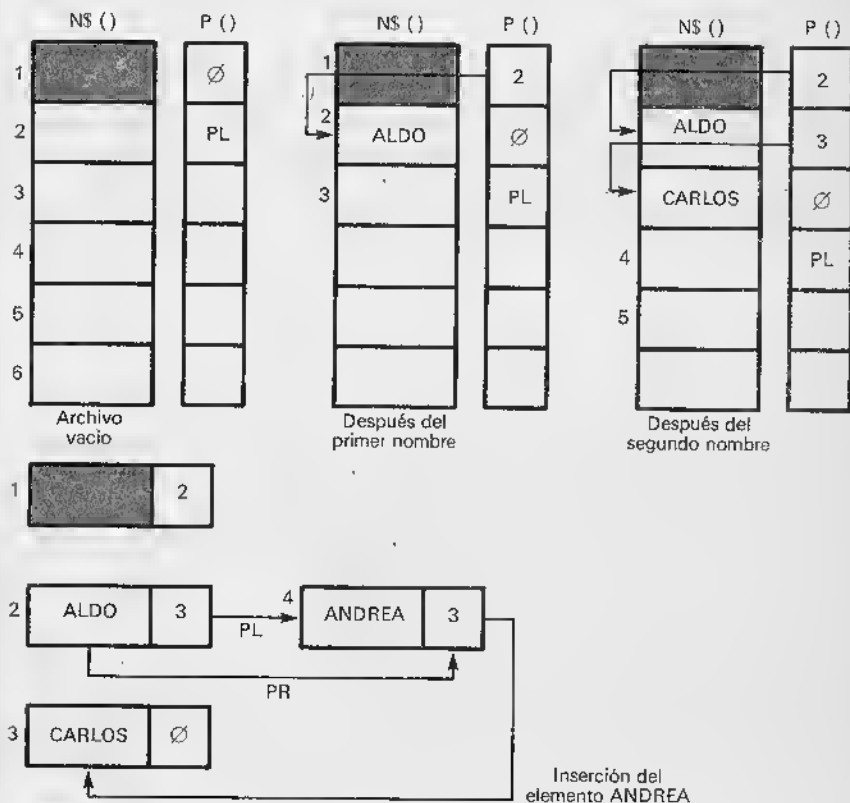 N$ ()
P ()
1
Ø
2
PL
3
4
5
6
Archivo
vacio
N$ ()
P ()
1
2
2
ALDO
Ø
3
PL
Después del
primer nombre
N$ ()
P ()
2
ALDO
3
CARLOS
Ø
4
PL
5
Después del
segundo nombre
1
2
2
ALDO
3
PL
4
ANDREA
3
PR
3
CARLOS
Ø
Inserción del
elemento ANDREA